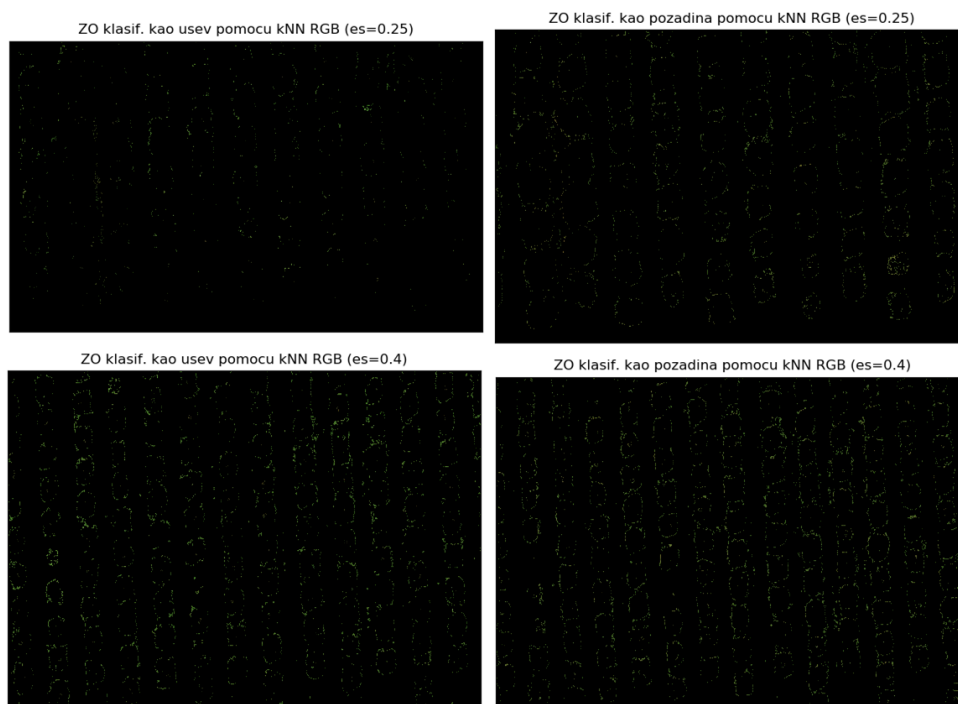 ZO klasif. kao usev pomocu kNN RGB (es=0.25)
ZO klasif. kao pozadina pomocu kNN RGB (es=0.25)
ZO klasif. kao usev pomocu kNN RGB (es=0.4)
ZO klasif. kao pozadina pomocu kNN RGB (es=0.4)